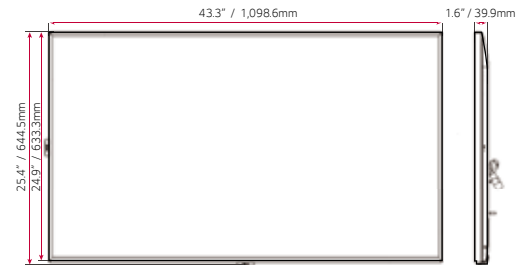 43.3” / 1,098.6mm
1.6” / 39.9mm
25.4” / 644.5mm
24.9” / 633.3mm